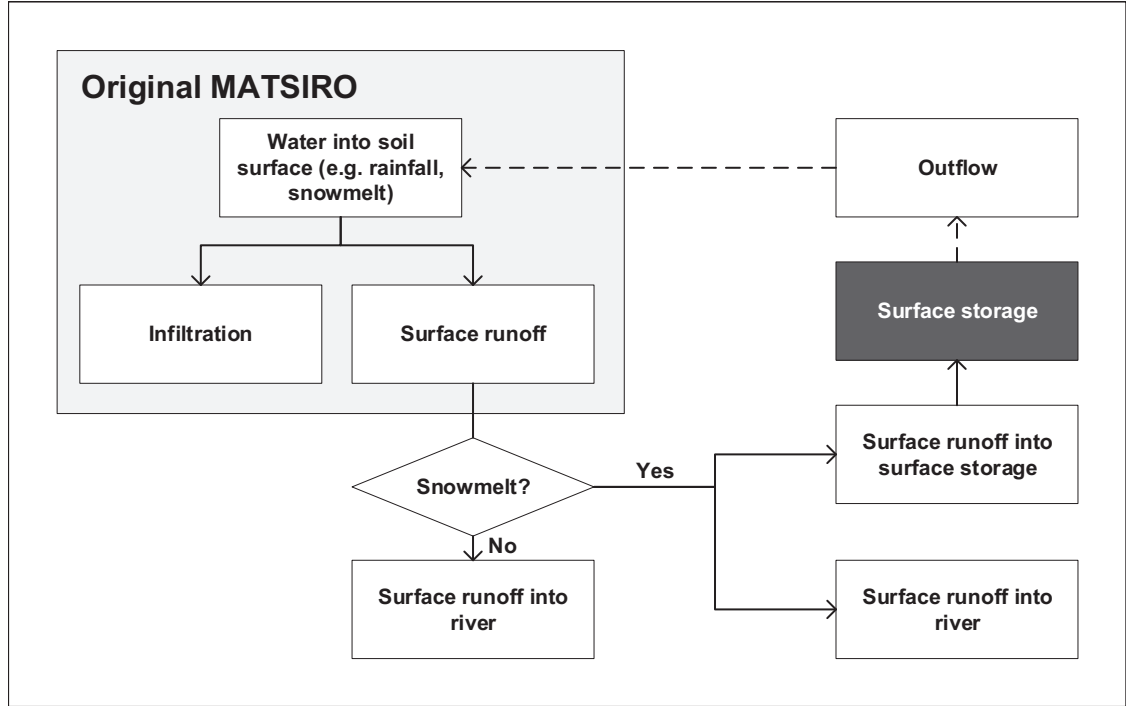 Original MATSIRO
Water into soil
surface (e.g. rainfall,
snowmelt)
Outflow
Infiltration
Surface runoff
Surface storage
Surface runoff into
surface storage
Snowmelt?
Yes
No
Surface runoff into
river
Surface runoff into
river